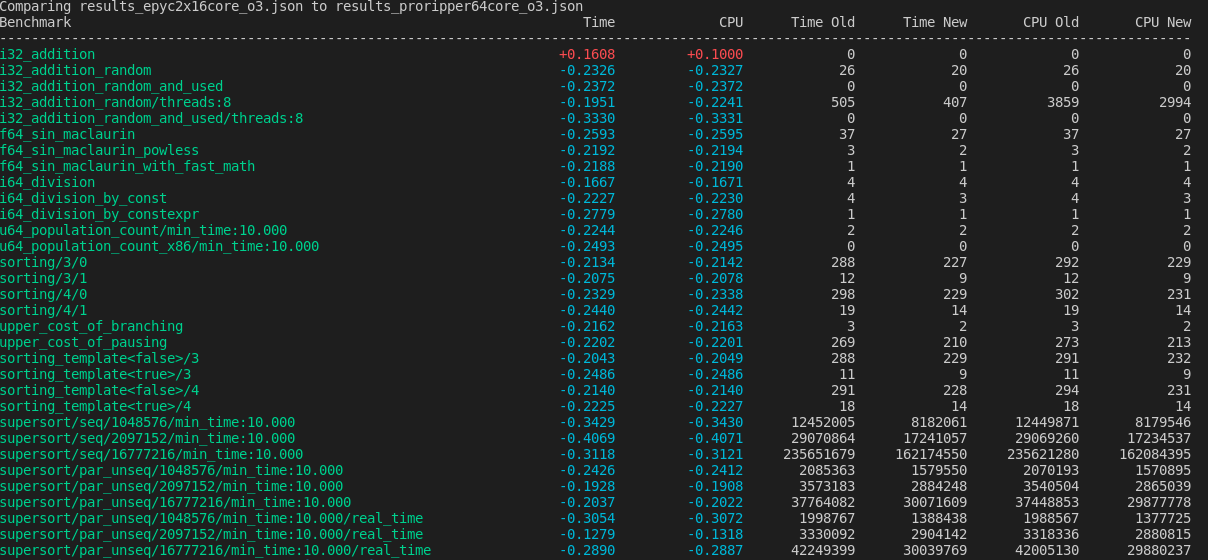 Comparing results_epyc2x16core_o3.json to results_proripper64core_o3.json
Benchmark Time CPU Time Old Time New CPU Old CPU New
-----------------------------------------------------------------------------------------------------------------------------------------------------
i32_addition +0.1608 +0.1000 0 0 0 0
i32_addition_random -0.2326 -0.2327 26 20 26 20
i32_addition_random_and_used -0.2372 -0.2372 0 0 0 0
i32_addition_random/threads:8 -0.1951 -0.2241 505 407 3859 2994
i32_addition_random_and_used/threads:8 -0.3330 -0.3331 0 0 0 0
f64_sin_maclaurin -0.2593 -0.2595 37 27 37 27
f64_sin_maclaurin_powless -0.2192 -0.2194 3 2 3 2
f64_sin_maclaurin_with_fast_math -0.2188 -0.2190 1 1 1 1
i64_division -0.1667 -0.1671 4 4 4 4
i64_division_by_const -0.2227 -0.2230 4 3 4 3
i64_division_by_constexpr -0.2779 -0.2780 1 1 1 1
u64_population_count/min_time:10.000 -0.2244 -0.2246 2 2 2 2
u64_population_count_x86/min_time:10.000 -0.2493 -0.2495 0 0 0 0
sorting/3/0 -0.2134 -0.2142 288 227 292 229
sorting/3/1 -0.2075 -0.2078 12 9 12 9
sorting/4/0 -0.2329 -0.2338 298 229 302 231
sorting/4/1 -0.2440 -0.2442 19 14 19 14
upper_cost_of_branching -0.2162 -0.2163 3 2 3 2
upper_cost_of_pausing -0.2202 -0.2201 269 210 273 213
sorting_template<false>/3 -0.2043 -0.2049 288 229 291 232
sorting_template<true>/3 -0.2486 -0.2486 11 9 11 9
sorting_template<false>/4 -0.2140 -0.2140 291 228 294 231
sorting_template<true>/4 -0.2225 -0.2227 18 14 18 14
supersort/seq/1048576/min_time:10.000 -0.3429 -0.3430 12452005 8182061 12449871 8179546
supersort/seq/2097152/min_time:10.000 -0.4069 -0.4071 29070864 17241057 29069260 17234537
supersort/seq/16777216/min_time:10.000 -0.3118 -0.3121 235651679 162174550 235621280 162084395
supersort/par_unseq/1048576/min_time:10.000 -0.2426 -0.2412 2085363 1579550 2070193 1570895
supersort/par_unseq/2097152/min_time:10.000 -0.1928 -0.1908 3573183 2884248 3540504 2865039
supersort/par_unseq/16777216/min_time:10.000 -0.2037 -0.2022 37764082 30071609 37448853 29877778
supersort/par_unseq/1048576/min_time:10.000/real_time -0.3054 -0.3072 1998767 1388438 1988567 1377725
supersort/par_unseq/2097152/min_time:10.000/real_time -0.1279 -0.1318 3330092 2904142 3318336 2880815
supersort/par_unseq/16777216/min_time:10.000/real_time -0.2890 -0.2887 42249399 30039769 42005130 29880237